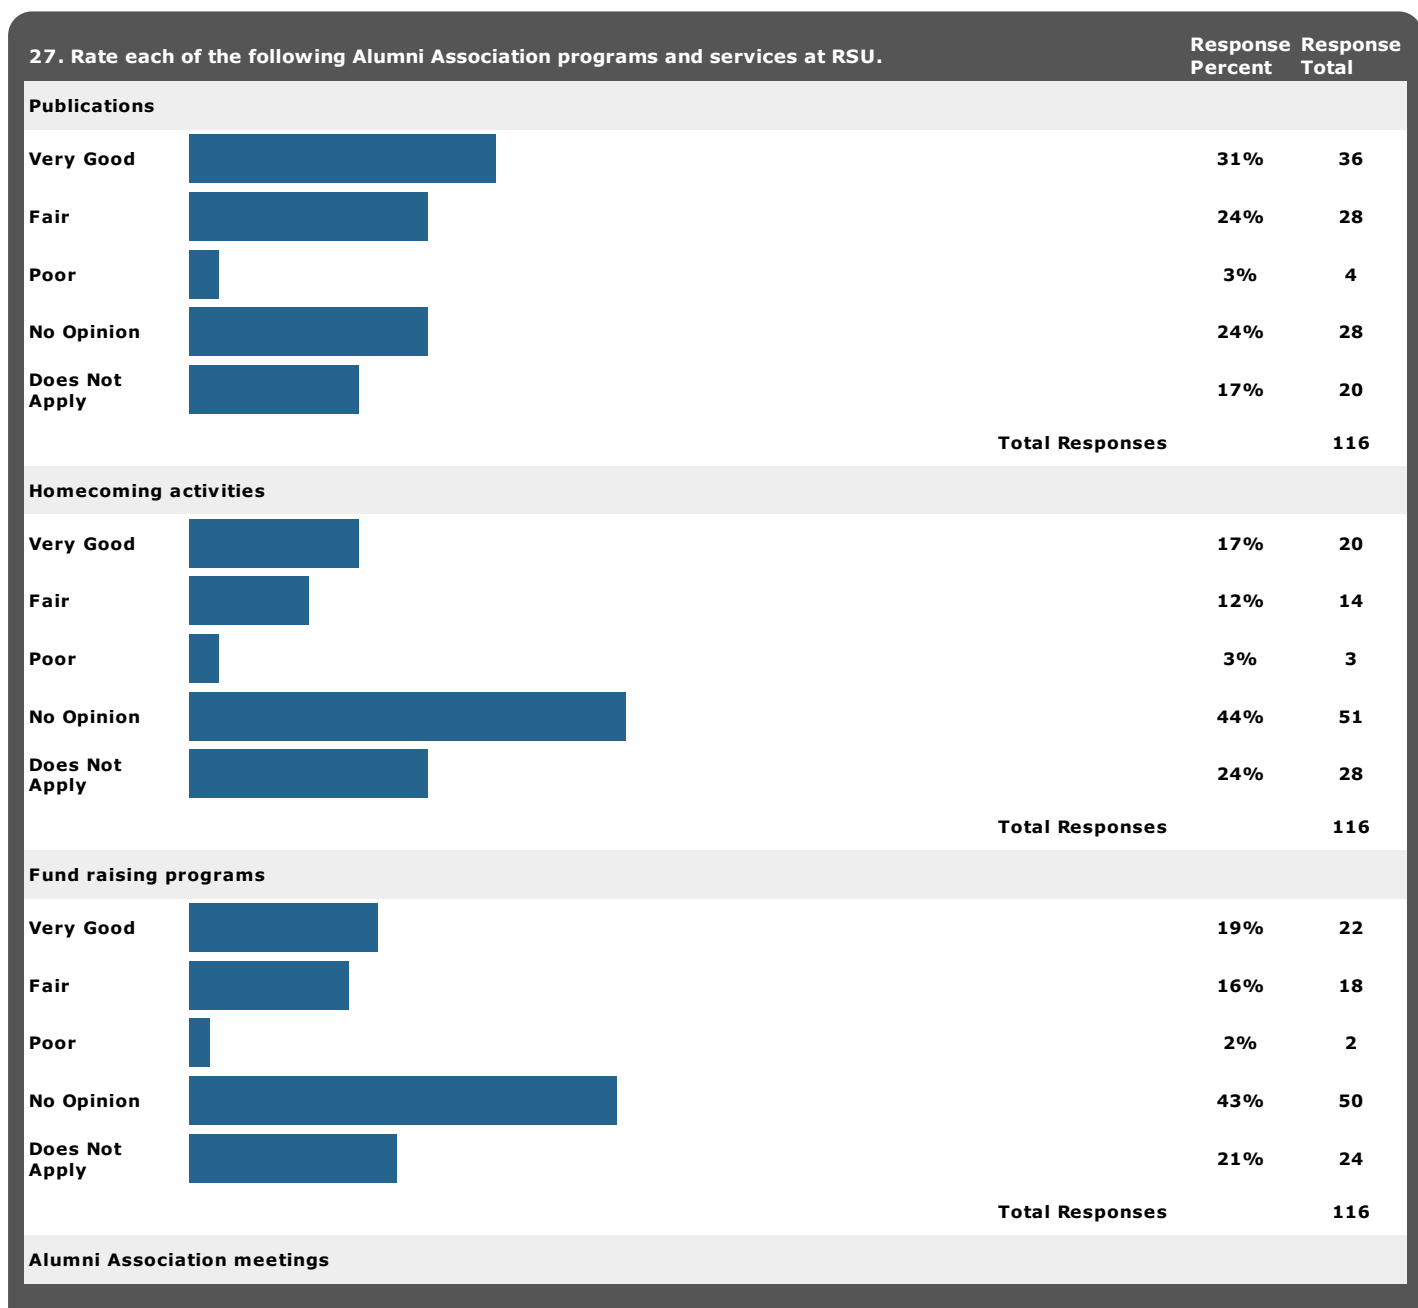 27. Rate each of the following Alumni Association programs and services at RSU. Response Percent Response Total
Publications
Very Good 31% 36
Fair 24% 28
Poor 3% 4
No Opinion 24% 28
Does Not Apply 17% 20
Total Responses 116
Homecoming activities
Very Good 17% 20
Fair 12% 14
Poor 3% 3
No Opinion 44% 51
Does Not Apply 24% 28
Total Responses 116
Fund raising programs
Very Good 19% 22
Fair 16% 18
Poor 2% 2
No Opinion 43% 50
Does Not Apply 21% 24
Total Responses 116
Alumni Association meetings